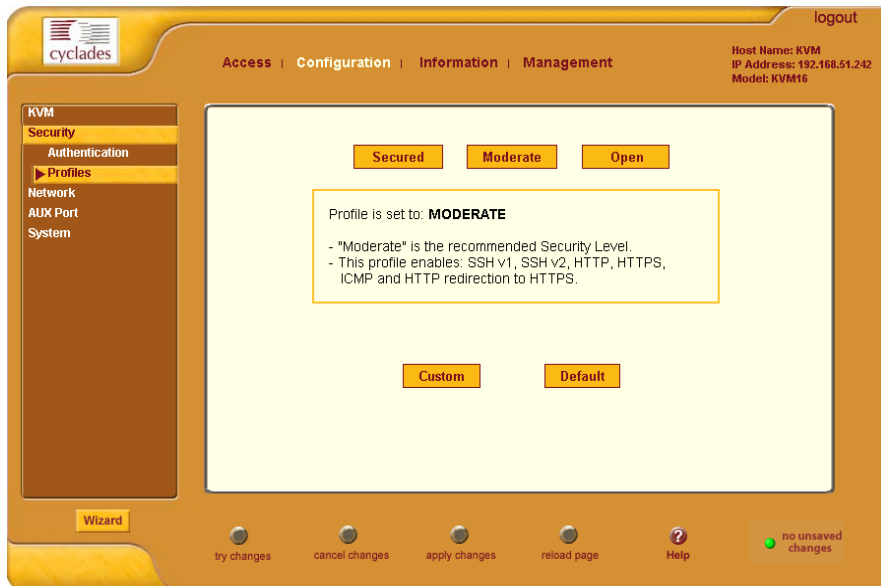 logout
cyclades
Access | Configuration | Information | Management
Host Name: KVM
IP Address: 192.168.51.242
Model: KVM16
KVM
Security
Authentication
Profiles
Network
AUX Port
System
Secured Moderate Open
Profile is set to: MODERATE
- "Moderate" is the recommended Security Level.
- This profile enables: SSH v1, SSH v2, HTTP, HTTPS,
ICMP and HTTP redirection to HTTPS.
Custom Default
Wizard
try changes cancel changes apply changes reload page ? Help
no unsaved
changes